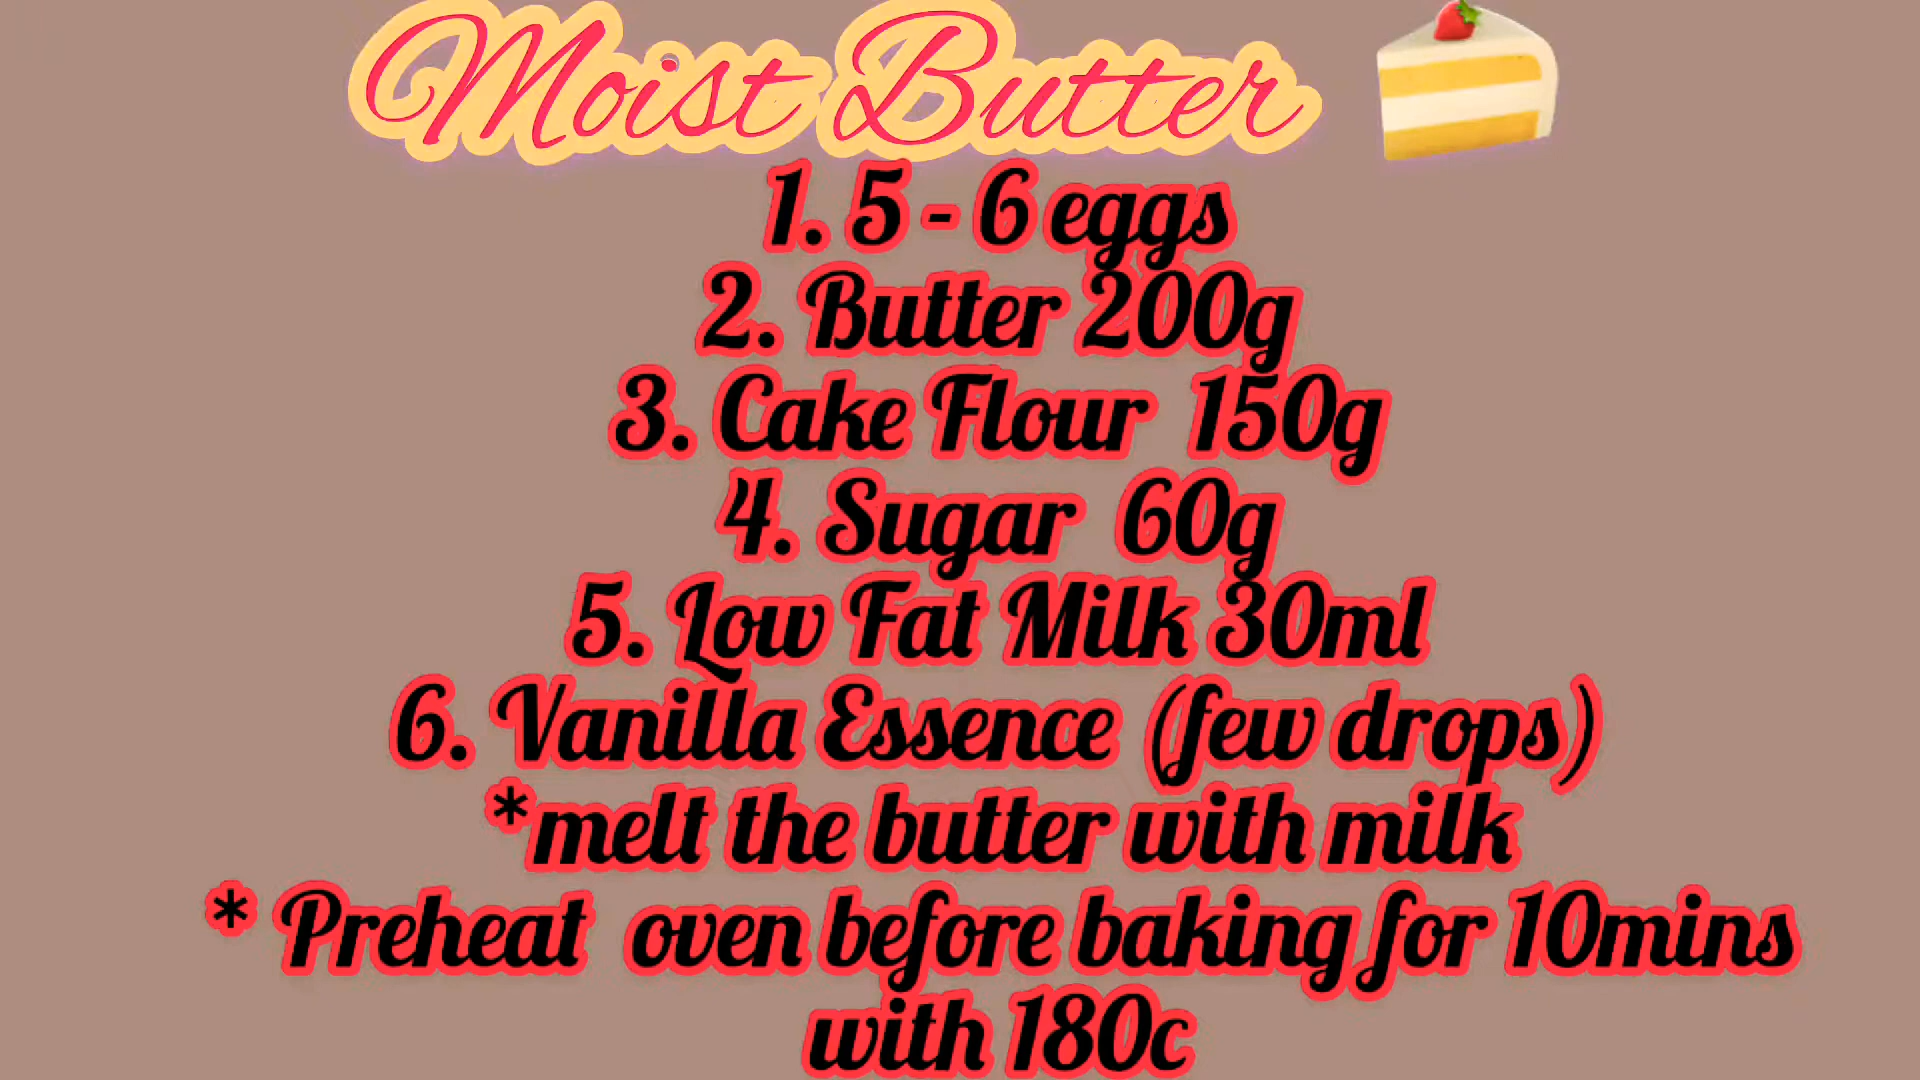 Moist Butter
1. 5 - 6 eggs
2. Butter 200g
3. Cake Flour 150g
4. Sugar 60g
5. Low Fat Milk 30ml
6. Vanilla Essence (few drops)
*melt the butter with milk
* Preheat oven before baking for 10mins
with 180c